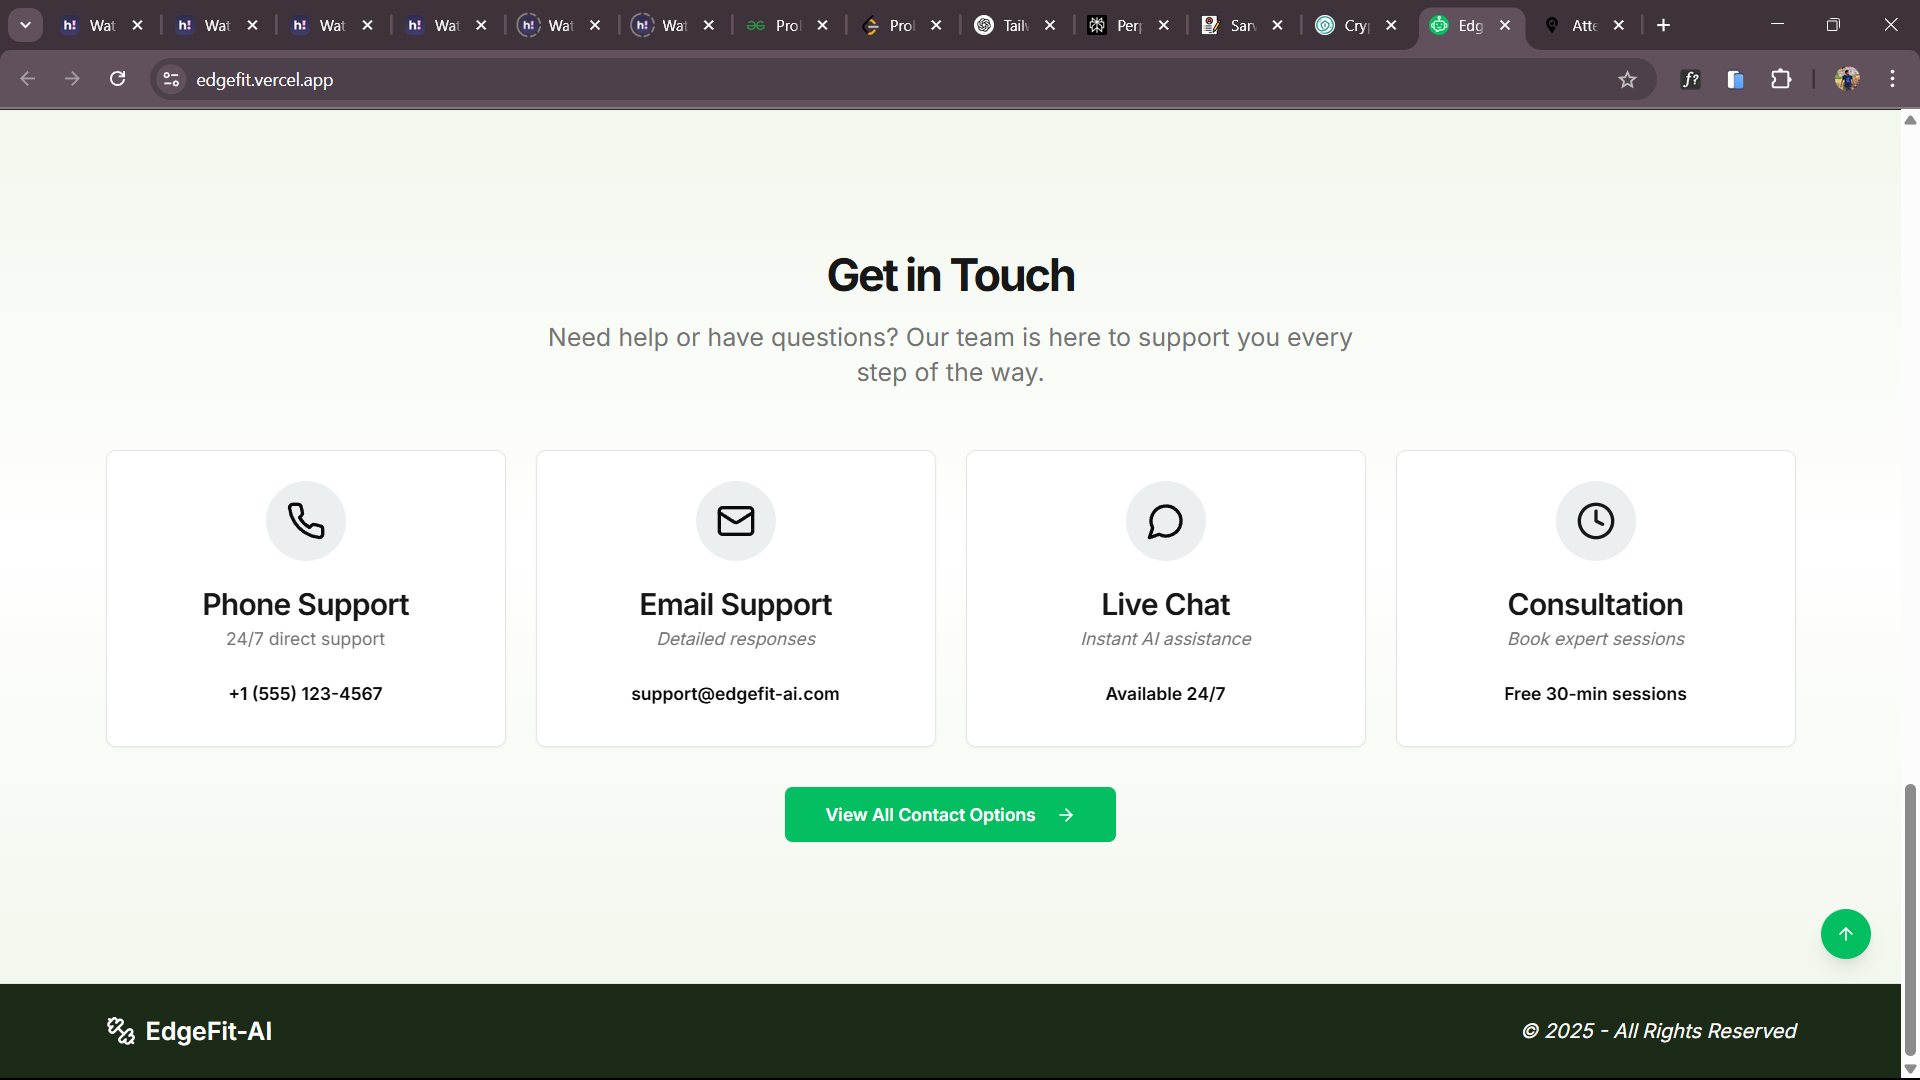 h! Wat
h! Wat
h! Wat
h! Wat
h! Wat
h! Wat
Prol
Prol
Tailw
Perp
Sarv
Cryp
Edg
Atte
edgefit.vercel.app
f?
Get in Touch
Need help or have questions? Our team is here to support you every
step of the way.
Phone Support
24/7 direct support
+1 (555) 123-4567
Email Support
Detailed responses
support@edgefit-ai.com
Live Chat
Instant AI assistance
Available 24/7
Consultation
Book expert sessions
Free 30-min sessions
View All Contact Options
EdgeFit-AI
© 2025 - All Rights Reserved